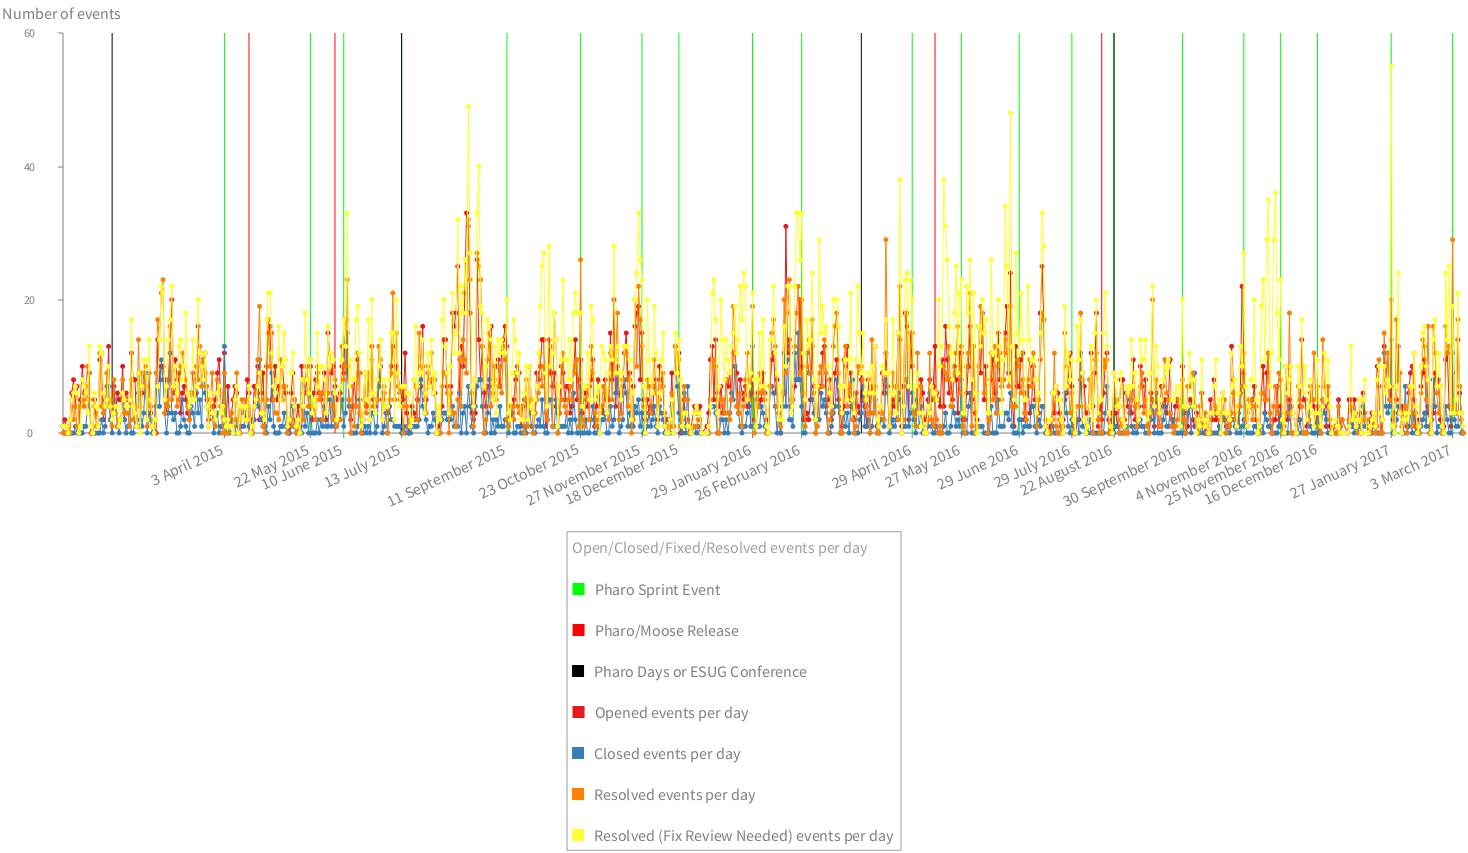 Number of events
60
40
20
0
3 April 2015
22 May 2015
10 June 2015
13 July 2015
11 September 2015
23 October 2015
27 November 2015
18 December 2015
29 January 2016
26 February 2016
29 April 2016
27 May 2016
29 June 2016
29 July 2016
22 August 2016
30 September 2016
4 November 2016
25 November 2016
16 December 2016
27 January 2017
3 March 2017
Open/Closed/Fixed/Resolved events per day
Pharo Sprint Event
Pharo/Moose Release
Pharo Days or ESUG Conference
Opened events per day
Closed events per day
Resolved events per day
Resolved (Fix Review Needed) events per day